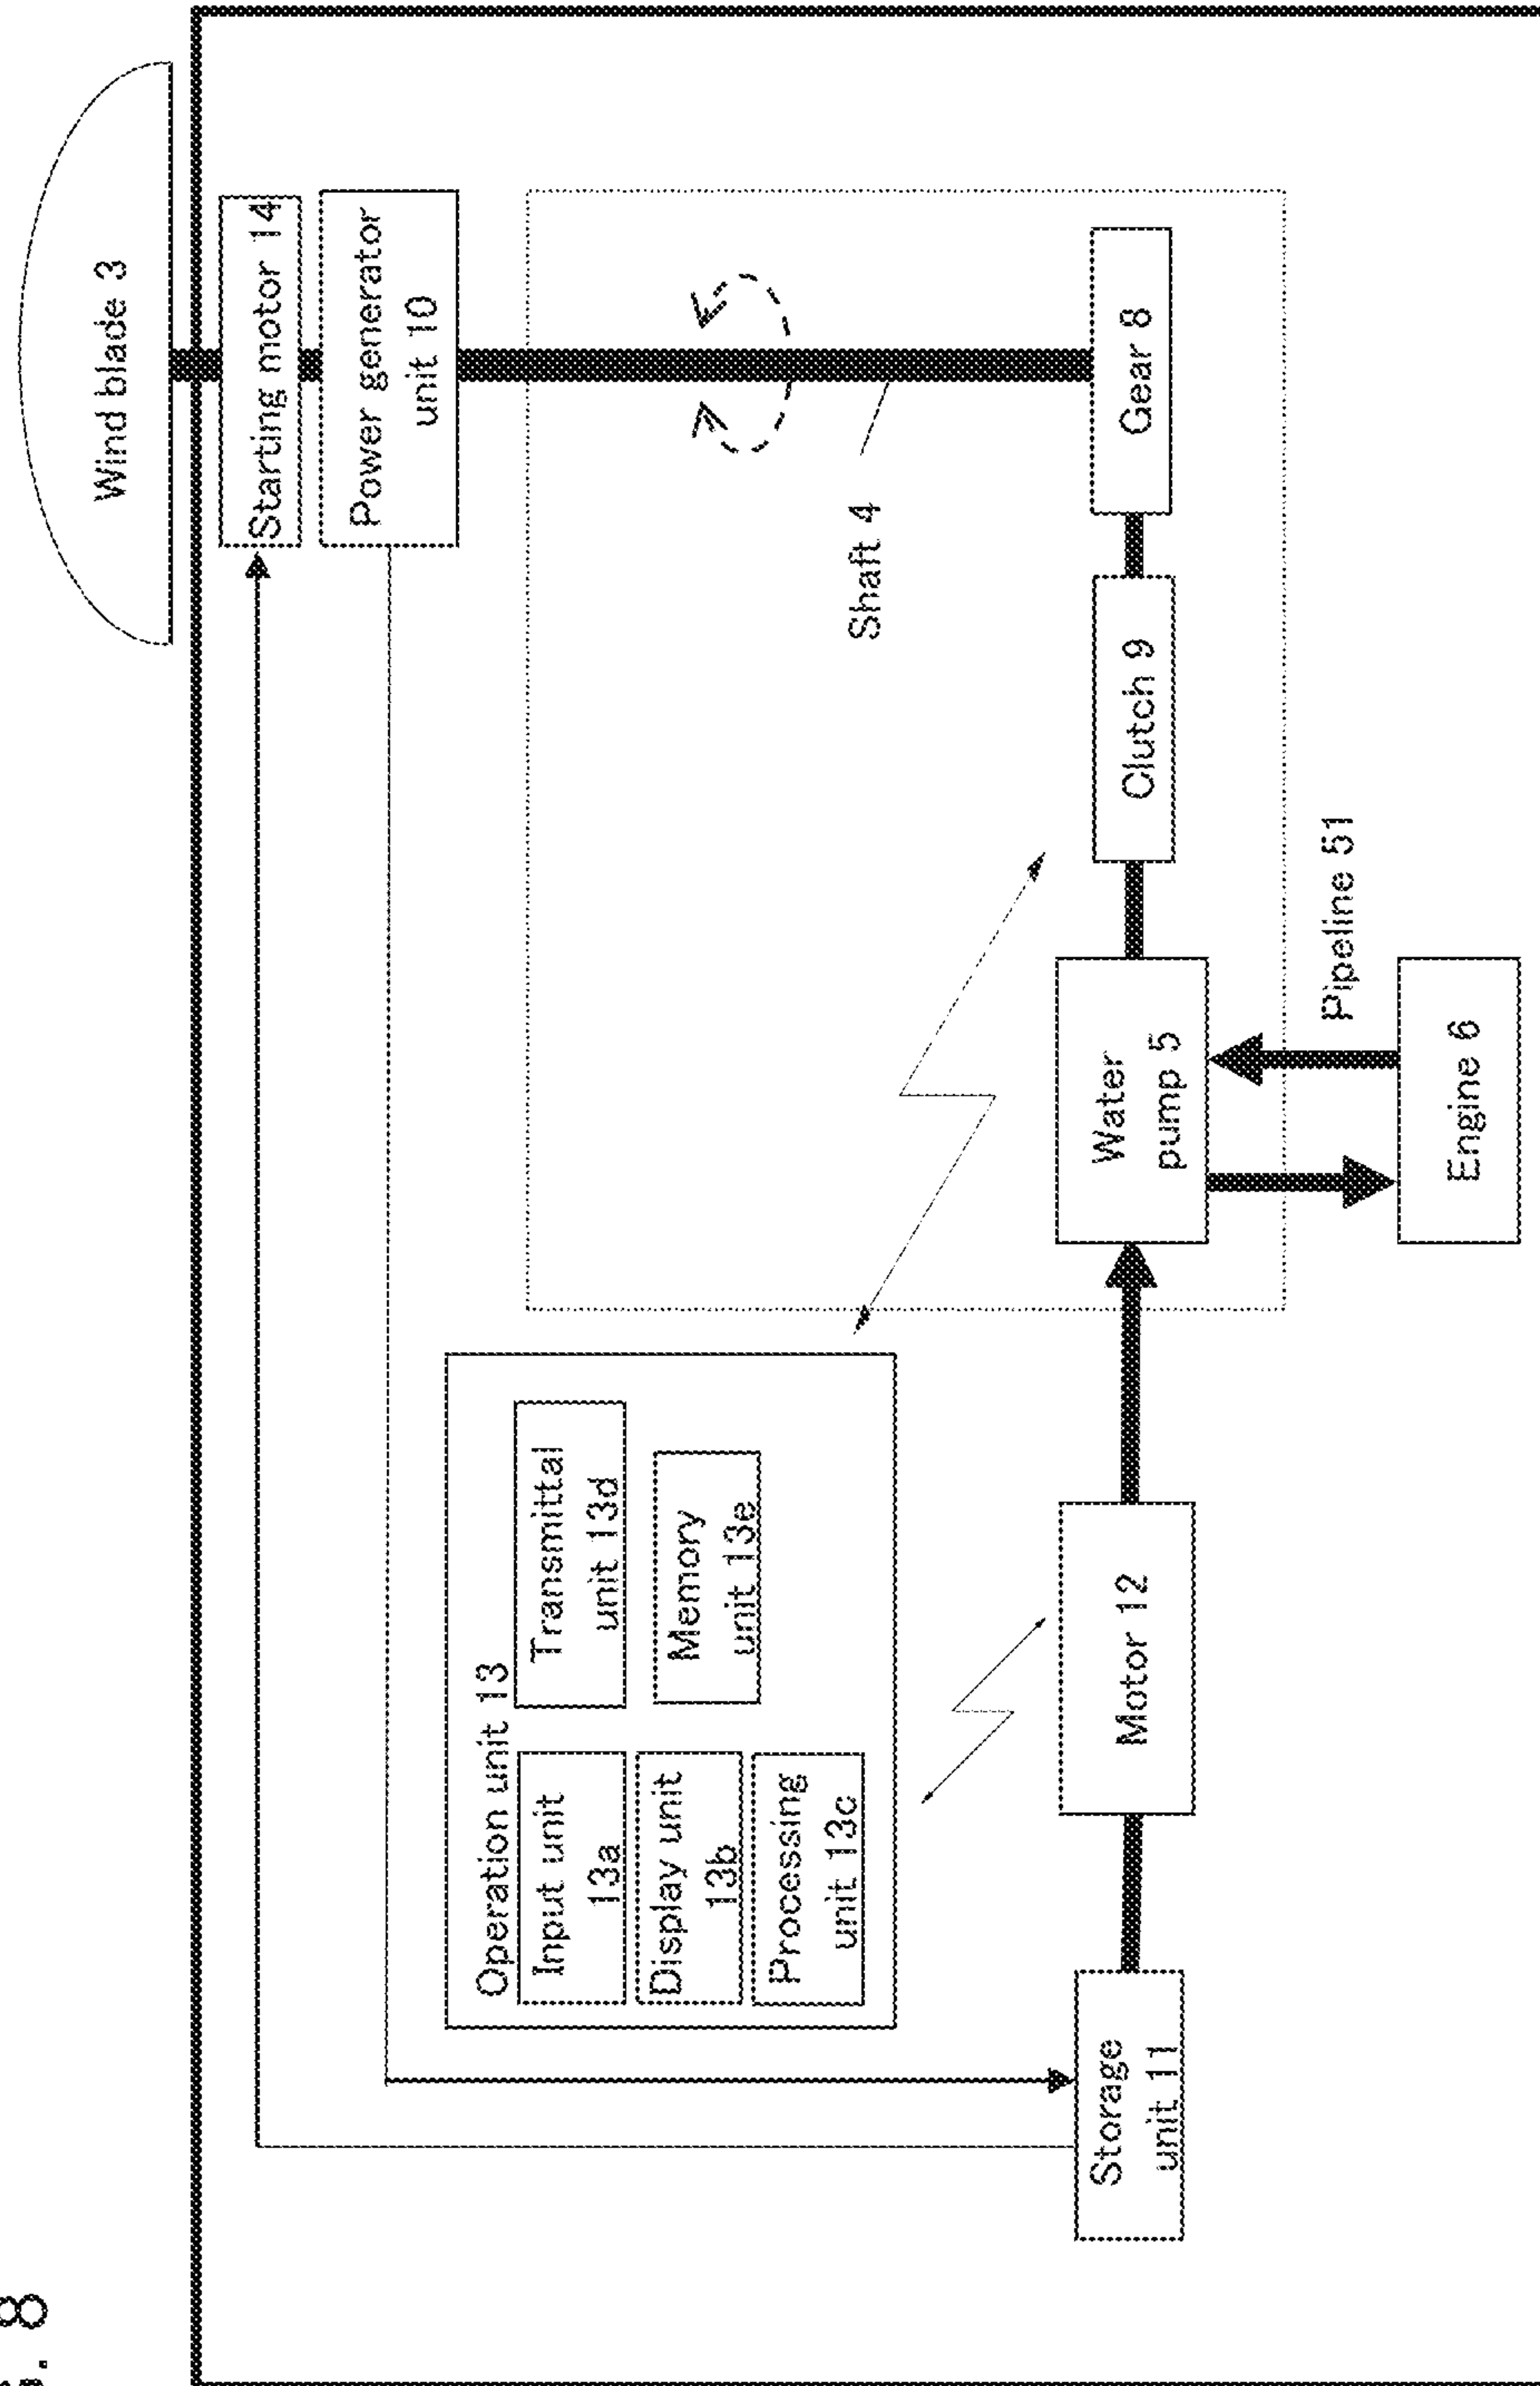 . 8
Wind blade 3
Starting motor 14
Power generator
unit 10
Operation unit 13
Input unit
13a
Display unit
13b
Processing
unit 13c
Transmittal
unit 13d
Memory
unit 13e
Shaft 4
Storage
unit 11
Motor 12
Water
pump 5
Clutch 9
Gear 8
Pipeline 51
Engine 6